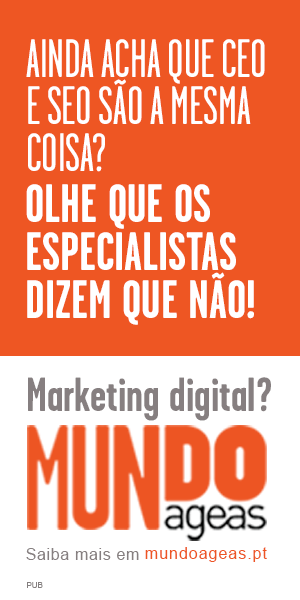 AINDA ACHA QUE CEO
E SEO SÃO A MESMA
COISA?
OLHE QUE OS
ESPECIALISTAS
DIZEM QUE NÃO!
Marketing digital?
MUNDO
ageas
Saiba mais em mundoageas.pt
PUB